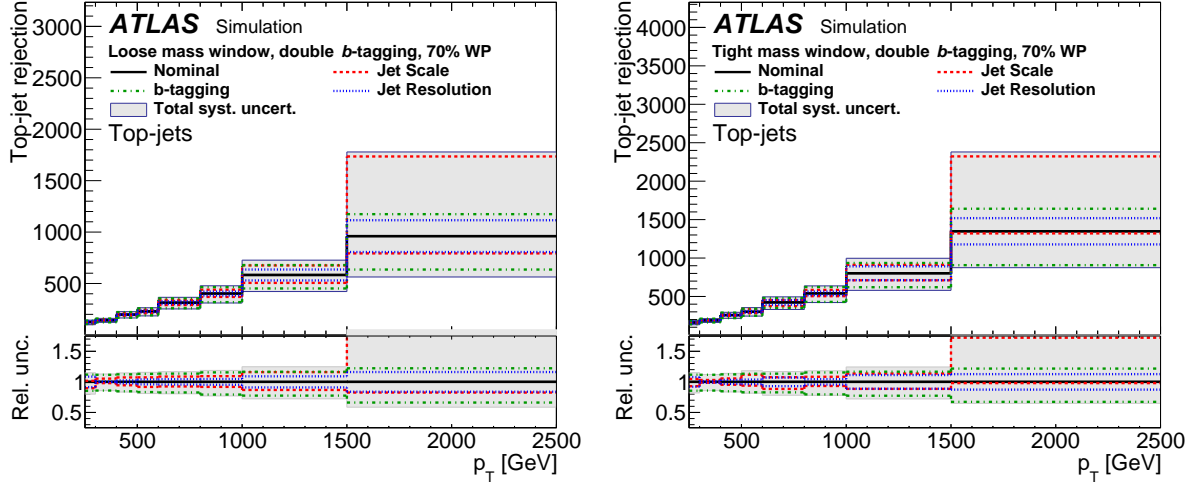 ATLAS Simulation
Loose mass window, double b-tagging, 70% WP
Nominal
Jet Scale
b-tagging
Jet Resolution
Total syst. uncert.
Top-jets
Top-jet rejection
3000
2500
2000
1500
1000
500
Rel. unc.
1.5
1
0.5
500 1000 1500 2000 2500
p_T [GeV]
ATLAS Simulation
Tight mass window, double b-tagging, 70% WP
Nominal
Jet Scale
b-tagging
Jet Resolution
Total syst. uncert.
Top-jets
Top-jet rejection
4000
3500
3000
2500
2000
1500
1000
500
Rel. unc.
1.5
1
0.5
500 1000 1500 2000 2500
p_T [GeV]